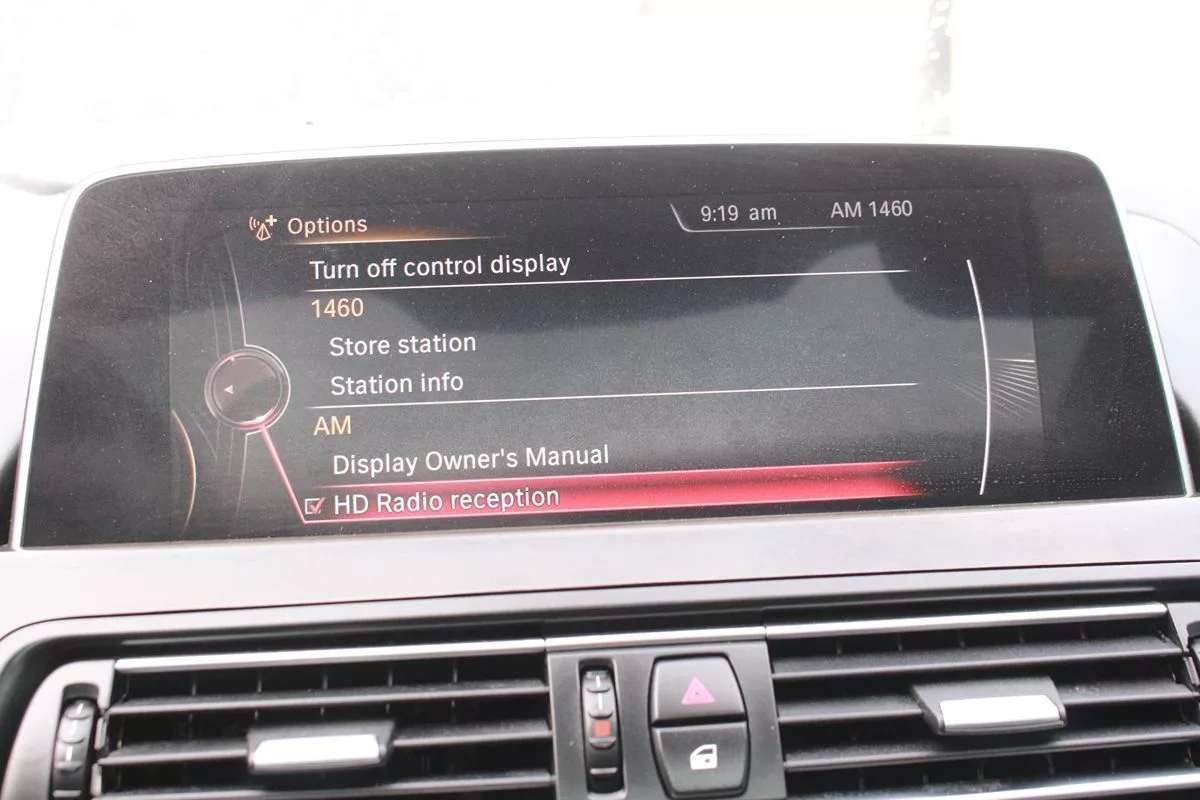 Options
9:19 am
AM 1460
Turn off control display
1460
Store station
Station info
AM
Display Owner's Manual
HD Radio reception